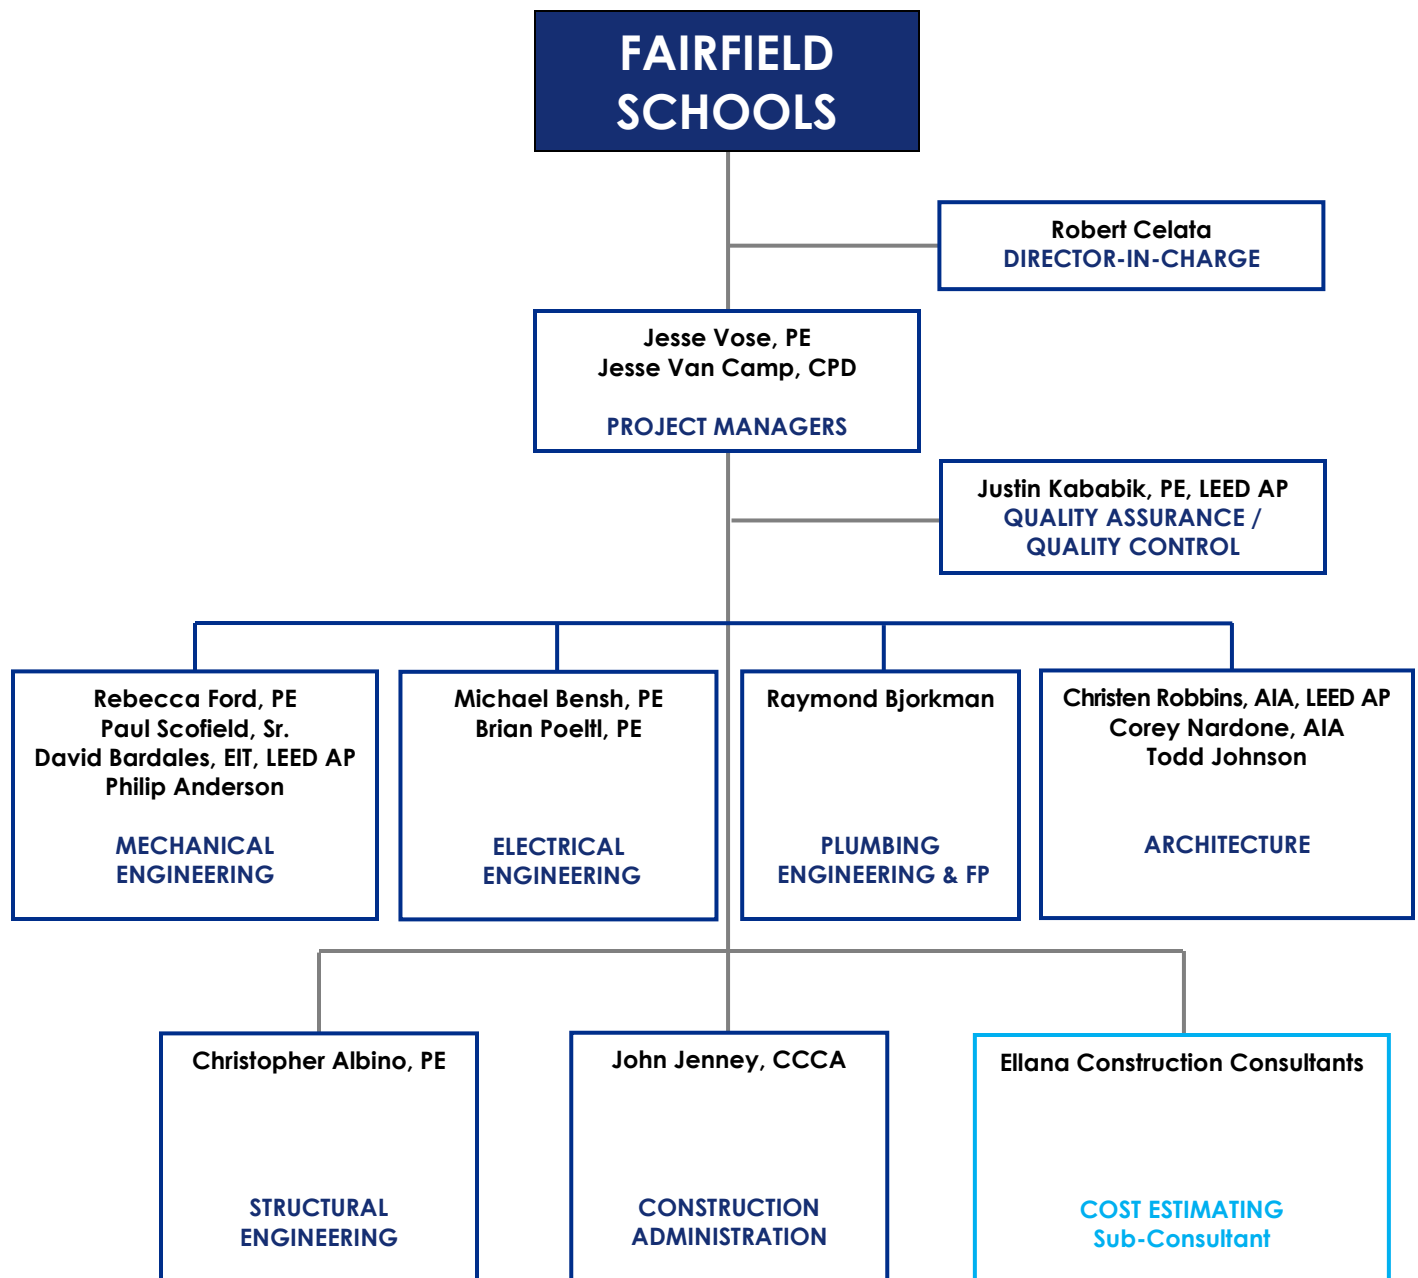 FAIRFIELD
SCHOOLS
Robert Celata
DIRECTOR-IN-CHARGE
Jesse Vose, PE
Jesse Van Camp, CPD
PROJECT MANAGERS
Justin Kababik, PE, LEED AP
QUALITY ASSURANCE /
QUALITY CONTROL
Rebecca Ford, PE
Paul Scofield, Sr.
David Bardales, EIT, LEED AP
Philip Anderson
MECHANICAL
ENGINEERING
Michael Bensh, PE
Brian Poeltl, PE
ELECTRICAL
ENGINEERING
Raymond Bjorkman
PLUMBING
ENGINEERING & FP
Christen Robbins, AIA, LEED AP
Corey Nardone, AIA
Todd Johnson
ARCHITECTURE
Christopher Albino, PE
STRUCTURAL
ENGINEERING
John Jenney, CCCA
CONSTRUCTION
ADMINISTRATION
Ellana Construction Consultants
COST ESTIMATING
Sub-Consultant